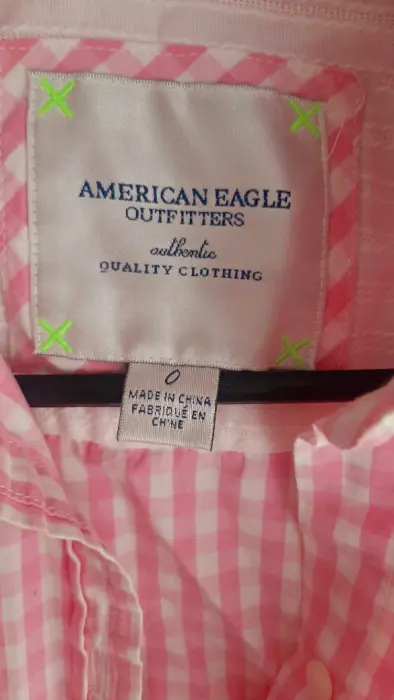 AMERICAN EAGLE
OUTFITTERS
authentic
QUALITY CLOTHING
0
MADE IN CHINA
FABRIQUÉ EN
CHINE